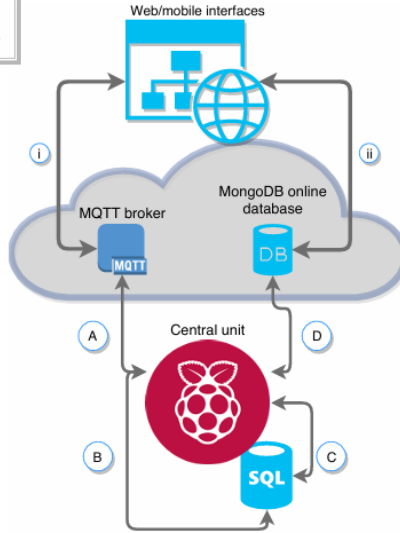 Web/mobile interfaces
i
ii
MongoDB online
database
MQTT broker
DB
MQTT
A
Central unit
D
B
C
SQL